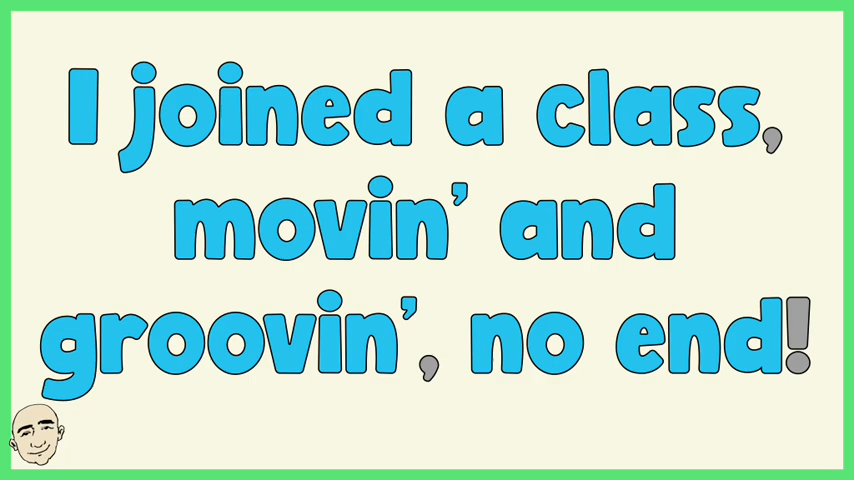 I joined a class,
movin’ and
groovin’, no end!